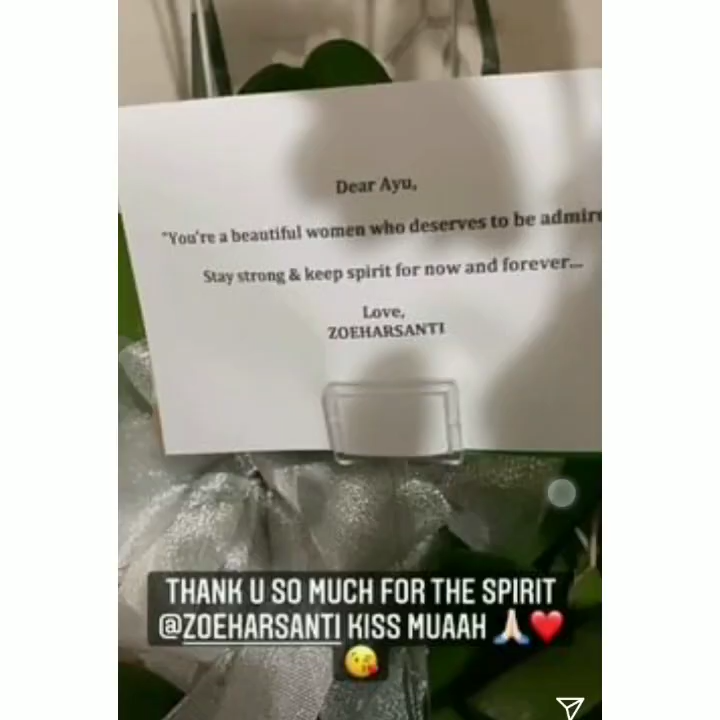 Dear Ayu,
"You're a beautiful women who deserves to be
Stay strong & keep spirit for now and forever...
Love,
ZOEHARSANTI
THANK U SO MUCH FOR THE SPIRIT
@ZOEHARSANTI KISS MUAAH 🙏🏻❤️
😘